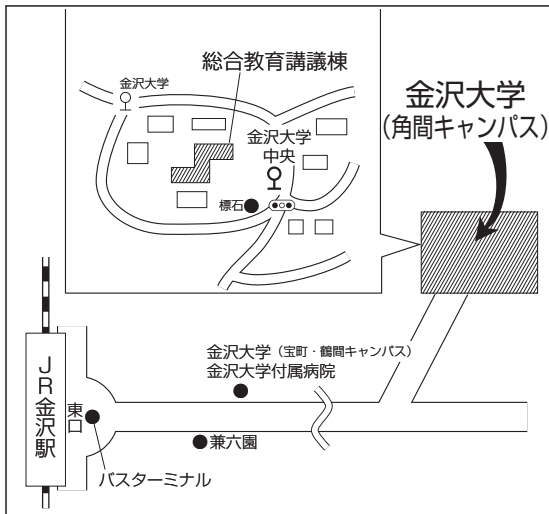 金沢大学
総合教育講議棟
金沢大学
中央
標石
金沢大学
（角間キャンパス）
金沢大学（宝町・鶴間キャンパス）
金沢大学付属病院
JR金沢駅
東口
兼六園
バスターミナル